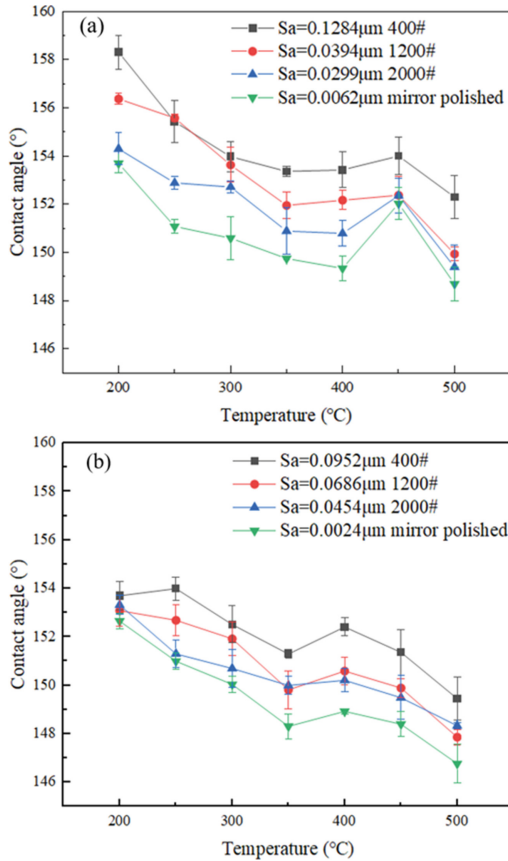 160
(a)
Sa=0.1284μm 400#
158
Sa=0.0394μm 1200#
Sa=0.0299μm 2000#
156
Sa=0.0062μm mirror polished
154
152
150
148
146
Contact angle (°)
200
300
400
500
Temperature (℃)
160
(b)
Sa=0.0952μm 400#
158
Sa=0.0686μm 1200#
Sa=0.0454μm 2000#
156
Sa=0.0024μm mirror polished
154
152
150
148
146
Contact angle (°)
200
300
400
500
Temperature (℃)